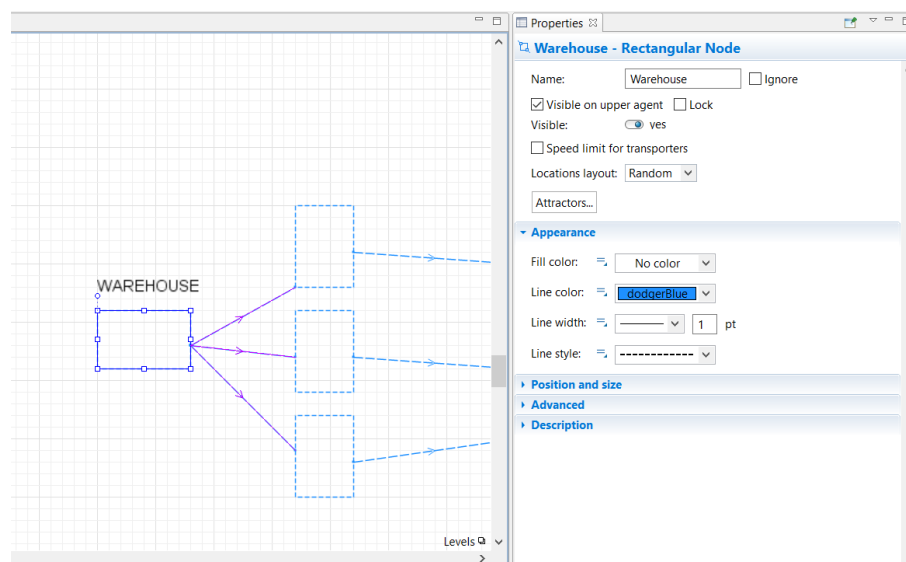 WAREHOUSE
Levels
Properties
Warehouse - Rectangular Node
Name: Warehouse Ignore
Visible on upper agent Lock
Visible: yes
Speed limit for transporters
Locations layout: Random
Attractors...
Appearance
Fill color: No color
Line color: dodgerBlue
Line width: 1 pt
Line style:
Position and size
Advanced
Description